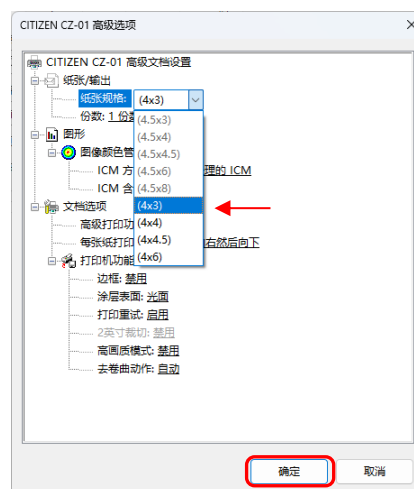 CITIZEN CZ-01 高级选项
CITIZEN CZ-01 高级文档设置
纸张/输出
纸张规格: (4x3)
份数: 1 份
(4.5x3)
(4.5x4)
(4.5x4.5)
(4.5x6)
(4.5x8)
(4x3)
(4x4)
(4x4.5)
(4x6)
图形
图像颜色管
ICM 方 理的 ICM
ICM 含
文档选项
高级打印功
每张纸打印 右然后向下
打印机功能
边框: 禁用
涂层表面: 光面
打印重试: 启用
2英寸裁切: 禁用
高画质模式: 禁用
去卷曲动作: 自动
确定 取消